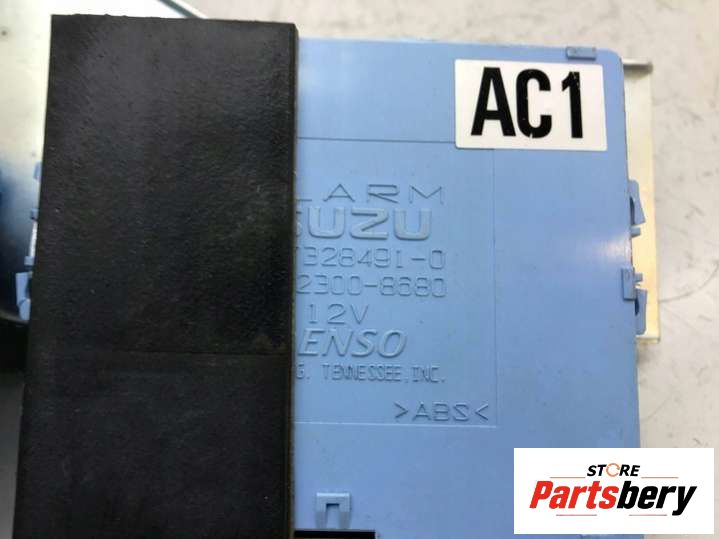 AC1
LARM
SUZU
328491-0
2300-8680
12V
ENSO
G. TENNESSEE, INC.
>ABS<
STORE
Partsbery